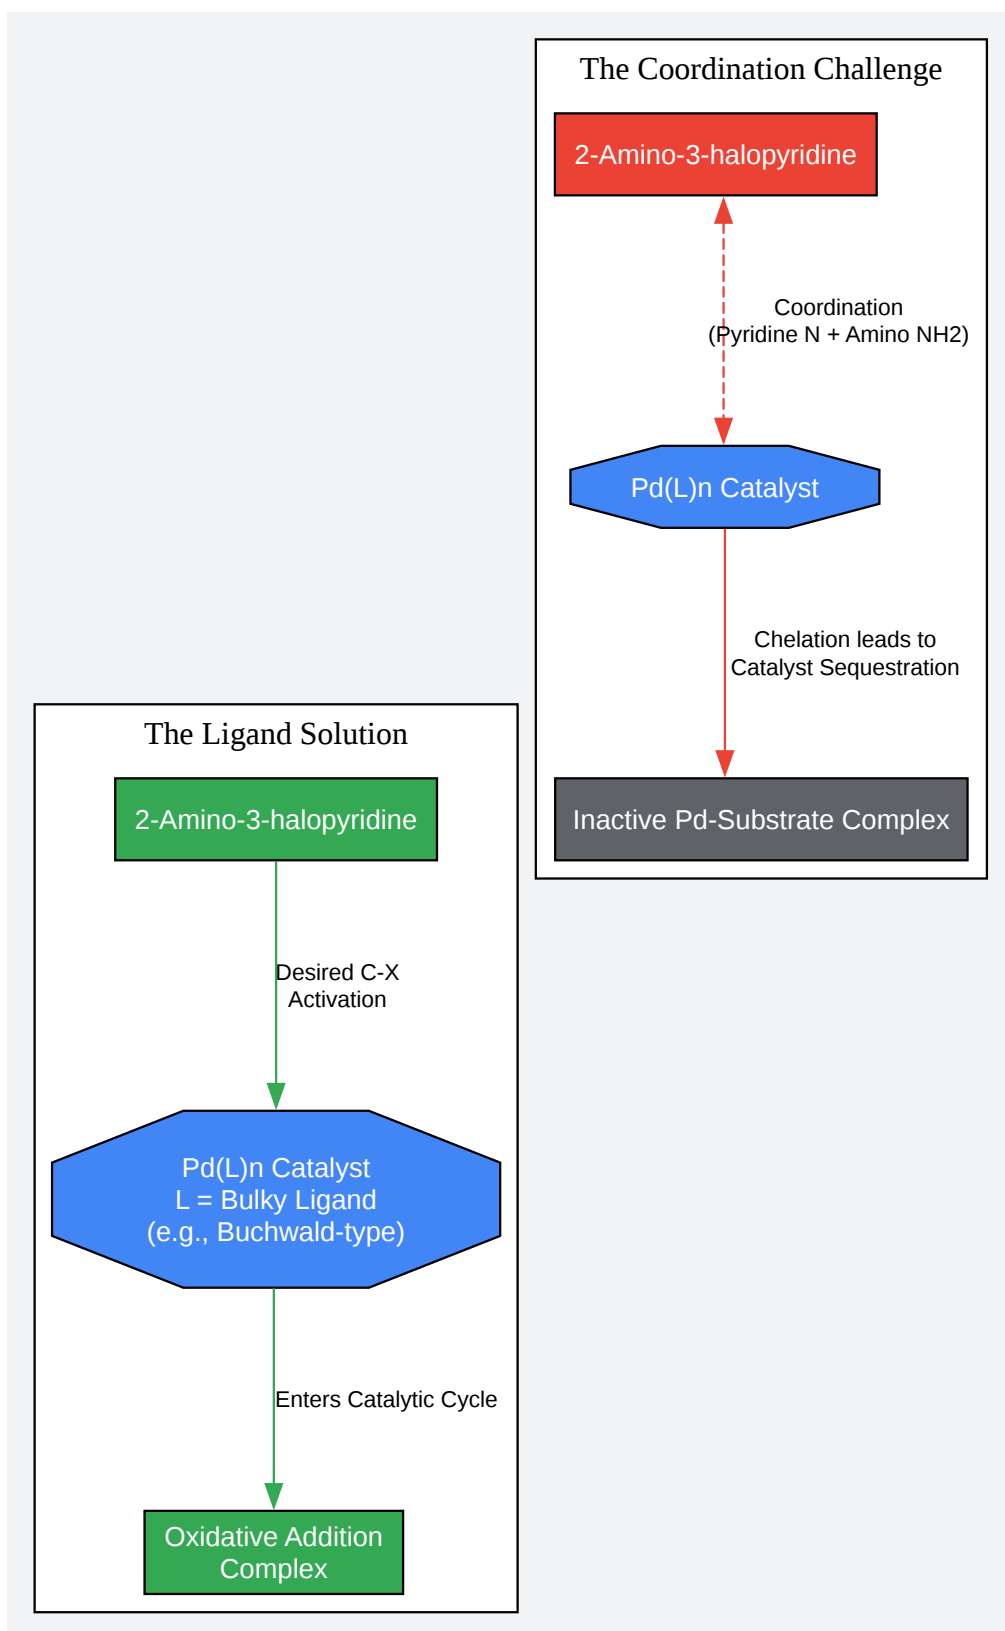 The Coordination Challenge
2-Amino-3-halopyridine
Coordination
(Pyridine N + Amino NH2)
Pd(L)n Catalyst
Chelation leads to
Catalyst Sequestration
Inactive Pd-Substrate Complex
The Ligand Solution
2-Amino-3-halopyridine
Desired C-X
Activation
Pd(L)n Catalyst
L = Bulky Ligand
(e.g., Buchwald-type)
Enters Catalytic Cycle
Oxidative Addition
Complex